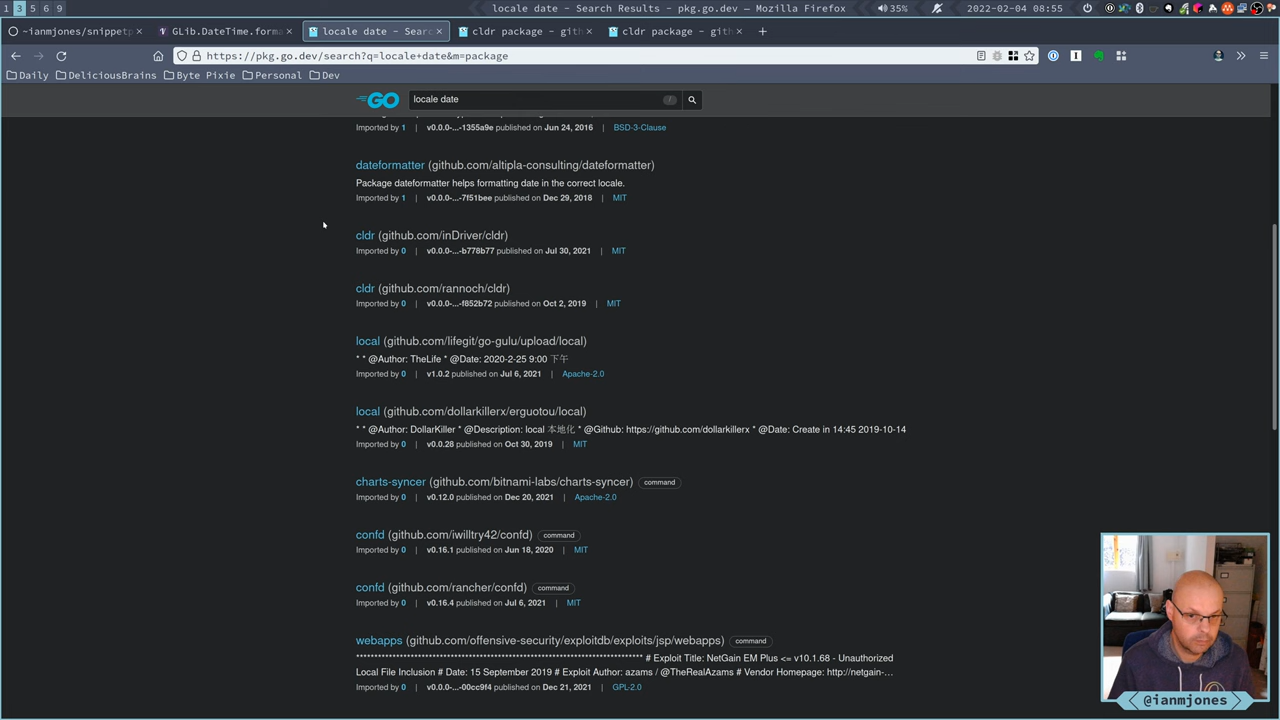 1 3 5 6 9
locale date - Search Results - pkg.go.dev — Mozilla Firefox
35%
2022-02-04 08:55
~ianmjones/snippetp
GLib.DateTime.forma
locale date - Searc
cldr package - gith
cldr package - gith
https://pkg.go.dev/search?q=locale+date&m=package
Daily
DeliciousBrains
Byte Pixie
Personal
Dev
GO
locale date
/
Imported by 1 | v0.0.0-...-1355a9e published on Jun 24, 2016 | BSD-3-Clause
dateformatter (github.com/altipla-consulting/dateformatter)
Package dateformatter helps formatting date in the correct locale.
Imported by 1 | v0.0.0-...-7f51bee published on Dec 29, 2018 | MIT
cldr (github.com/inDriver/cldr)
Imported by 0 | v0.0.0-...-b778b77 published on Jul 30, 2021 | MIT
cldr (github.com/rannoch/cldr)
Imported by 0 | v0.0.0-...-f852b72 published on Oct 2, 2019 | MIT
local (github.com/lifegit/go-gulu/upload/local)
* * @Author: TheLife * @Date: 2020-2-25 9:00 下午
Imported by 0 | v1.0.2 published on Jul 6, 2021 | Apache-2.0
local (github.com/dollarkillerx/erguotou/local)
* * @Author: DollarKiller * @Description: local 本地化 * @Github: https://github.com/dollarkillerx * @Date: Create in 14:45 2019-10-14
Imported by 0 | v0.0.28 published on Oct 30, 2019 | MIT
charts-syncer (github.com/bitnami-labs/charts-syncer) command
Imported by 0 | v0.12.0 published on Dec 20, 2021 | Apache-2.0
confd (github.com/iwilltry42/confd) command
Imported by 0 | v0.16.1 published on Jun 18, 2020 | MIT
confd (github.com/rancher/confd) command
Imported by 0 | v0.16.4 published on Jul 6, 2021 | MIT
webapps (github.com/offensive-security/exploitdb/exploits/jsp/webapps) command
************************************************************************ # Exploit Title: NetGain EM Plus <= v10.1.68 - Unauthorized
Local File Inclusion # Date: 15 September 2019 # Exploit Author: azams / @TheRealAzams # Vendor Homepage: http://netgain-...
Imported by 0 | v0.0.0-...-00cc9f4 published on Dec 21, 2021 | GPL-2.0
@ianmjones